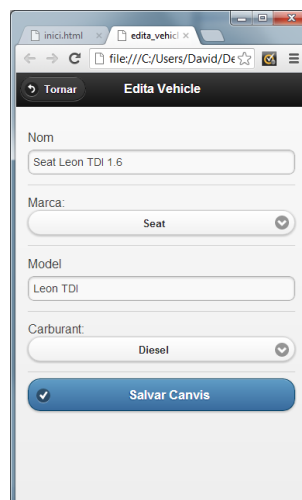 inici.html
edita_vehicl
file:///C:/Users/David/De
Tornar
Edita Vehicle
Nom
Seat Leon TDI 1.6
Marca:
Seat
Model
Leon TDI
Carburant:
Diesel
Salvar Canvis